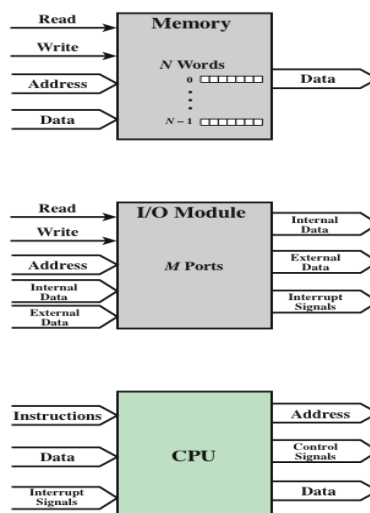 Read
Write
Address
Data
Memory
N Words
0
N – 1
Data
Read
Write
Address
Internal
Data
External
Data
I/O Module
M Ports
Internal
Data
External
Data
Interrupt
Signals
Instructions
Data
Interrupt
Signals
CPU
Address
Control
Signals
Data